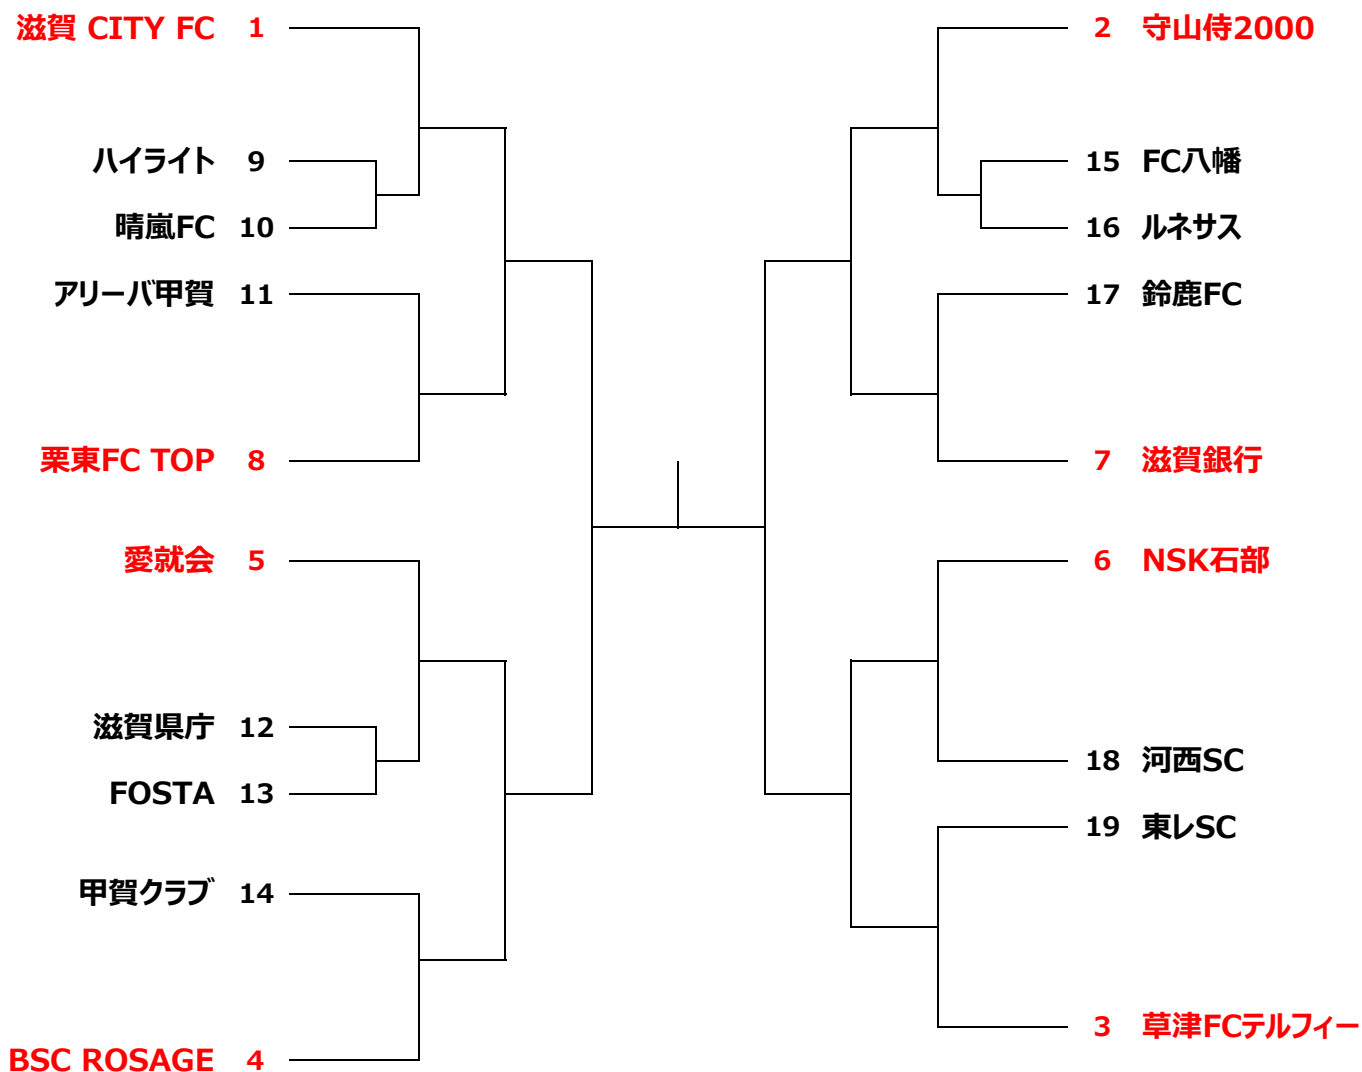 滋賀 CITY FC 1
ハイライト 9
晴嵐FC 10
アリーバ甲賀 11
栗東FC TOP 8
愛就会 5
滋賀県庁 12
FOSTA 13
甲賀クラブ 14
BSC ROSAGE 4
2 守山侍2000
15 FC八幡
16 ルネサス
17 鈴鹿FC
7 滋賀銀行
6 NSK石部
18 河西SC
19 東レSC
3 草津FCテルフィー